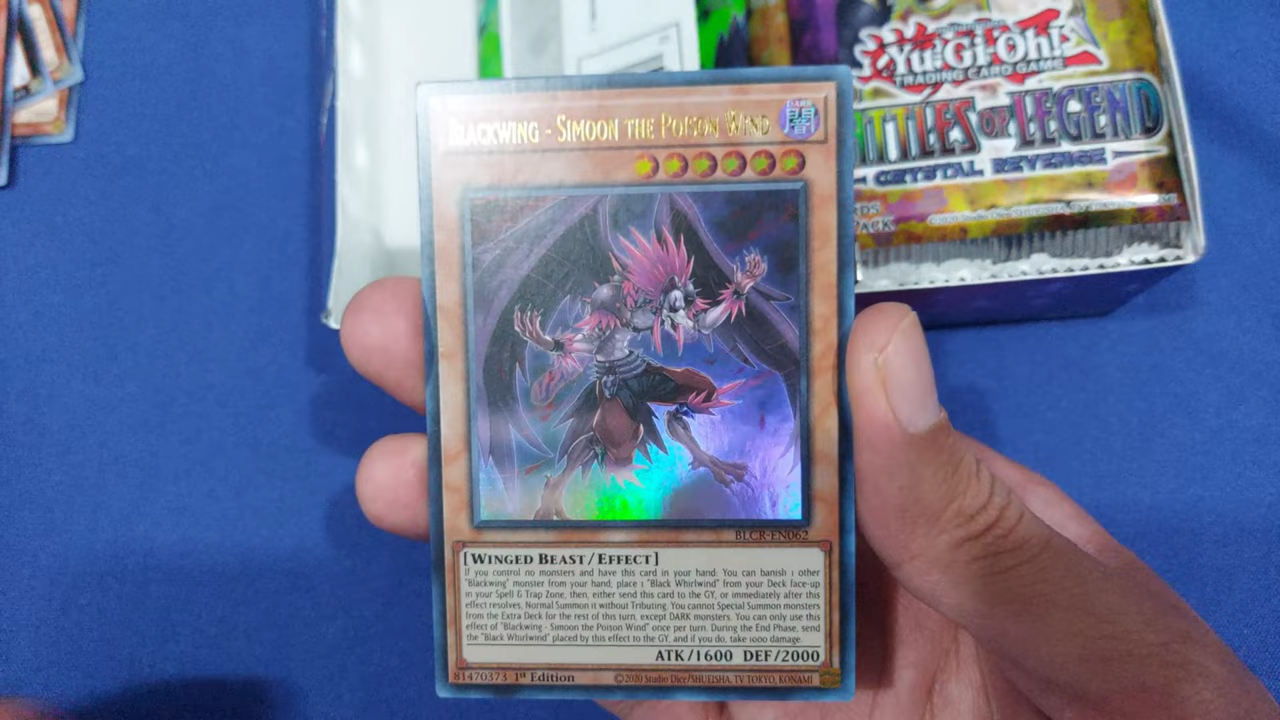 Yu-Gi-Oh!
TRADING CARD GAME
TTLES OF LEGEND
CRYSTAL REVENGE
BLACKWING - SIMOON THE POISON WIND
DARK
闇
BLCR-EN062
[WINGED BEAST/EFFECT]
If you control no monsters and have this card in your hand: You can banish 1 other
"Blackwing" monster from your hand, place 1 "Black Whirlwind" from your Deck face-up
in your Spell & Trap Zone, then, either send this card to the GY, or immediately after this
effect resolves, Normal Summon it without Tributing. You cannot Special Summon monsters
from the Extra Deck for the rest of this turn, except DARK monsters. You can only use this
effect of "Blackwing - Simoon the Poison Wind" once per turn. During the End Phase, send
the "Black Whirlwind" placed by this effect to the GY, and if you do, take 1000 damage.
ATK/1600 DEF/2000
81470373 1st Edition
©2020 Studio Dice/SHUEISHA, TV TOKYO, KONAMI